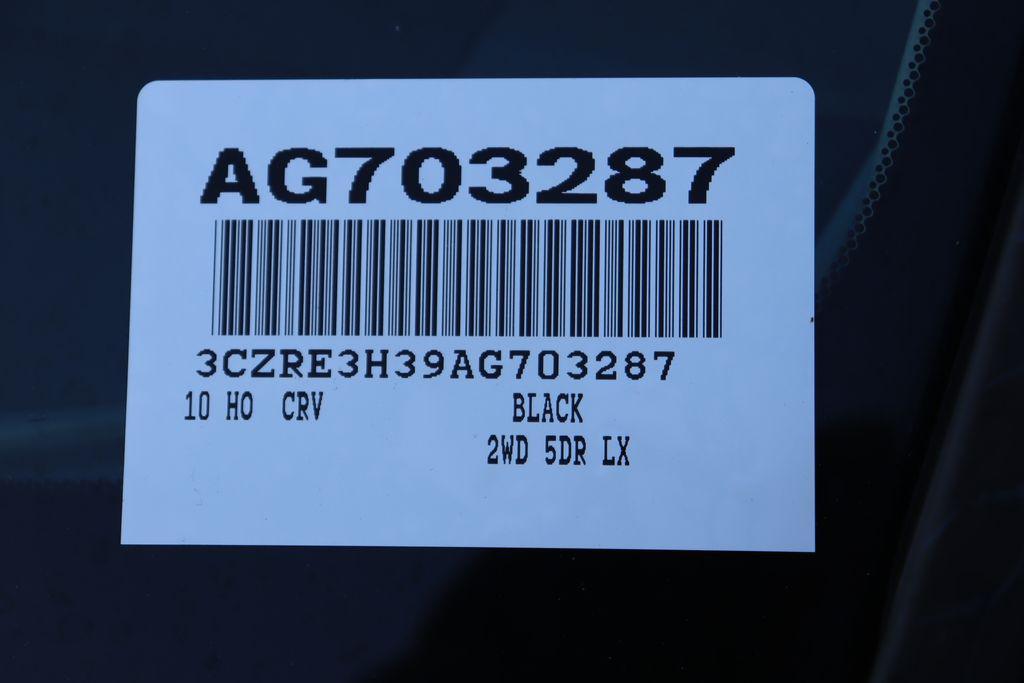 AG703287
3CZRE3H39AG703287
10 HO CRV BLACK
2WD 5DR LX